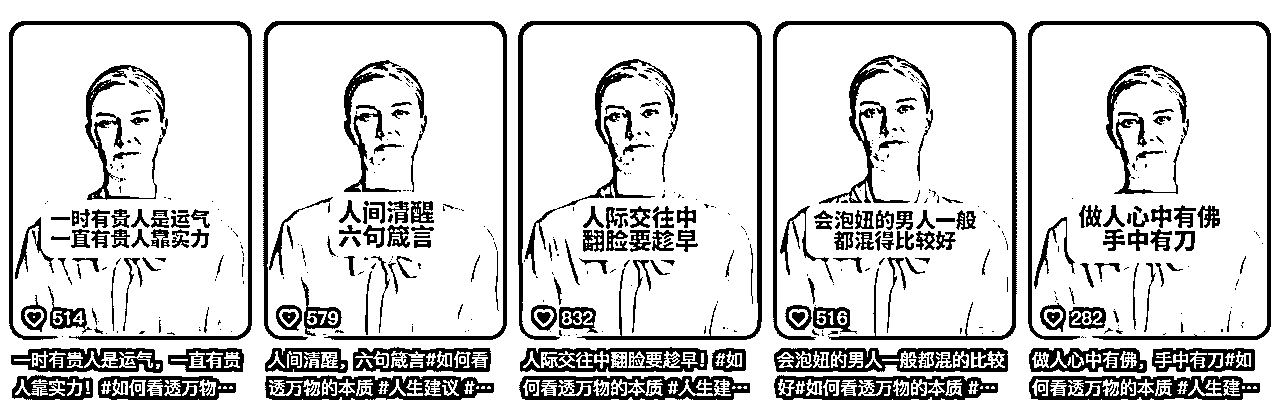 一时有贵人是运气
一直有贵人靠实力
514
一时有贵人是运气，一直有贵
人靠实力！#如何看透万物…
人间清醒
六句箴言
579
人间清醒，六句箴言#如何看
透万物的本质 #人生建议 #…
人际交往中
翻脸要趁早
832
人际交往中翻脸要趁早！#如
何看透万物的本质 #人生建…
会泡妞的男人一般
都混得比较好
516
会泡妞的男人一般都混的比较
好#如何看透万物的本质 #…
做人心中有佛
手中有刀
282
做人心中有佛，手中有刀#如
何看透万物的本质 #人生建…